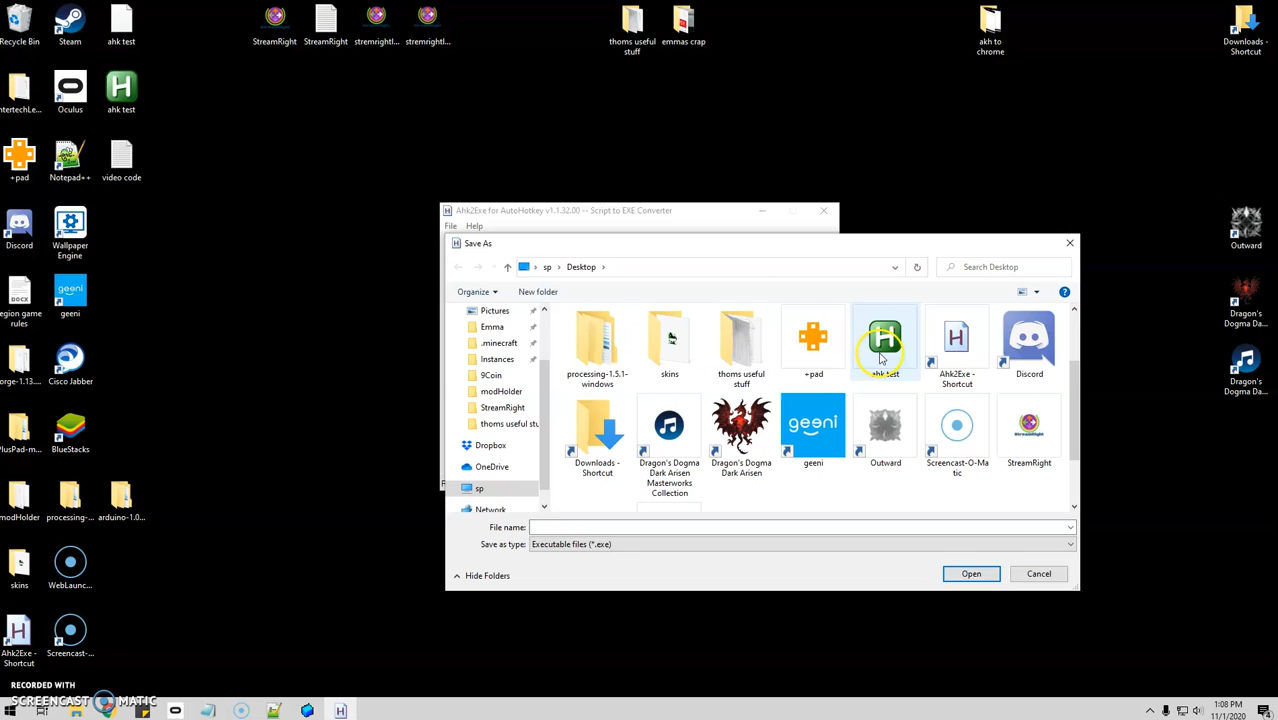 Recycle Bin
Steam
ahk test
StreamRight
StreamRight
stremrightl...
stremrightl...
thoms useful
stuff
emmas crap
akh to
chrome
Downloads -
Shortcut
ntertechLe...
Oculus
ahk test
+pad
Notepad++
video code
Discord
Wallpaper
Engine
Outward
egion game
rules
geeni
Dragon's
Dogma Da...
orge-1.13...
Cisco Jabber
Dragon's
Dogma Da...
PlusPad-m...
BlueStacks
modHolder
processing-...
arduino-1.0...
skins
WebLaunc...
Ahk2Exe -
Shortcut
Screencast-...
Ahk2Exe for AutoHotkey v1.1.32.00 -- Script to EXE Converter
File Help
Save As
sp > Desktop >
Search Desktop
Organize
New folder
Pictures
Emma
.minecraft
Instances
9Coin
modHolder
StreamRight
thoms useful stu
Dropbox
OneDrive
sp
Network
processing-1.5.1-
windows
skins
thoms useful
stuff
+pad
ahk test
Ahk2Exe -
Shortcut
Discord
Downloads -
Shortcut
Dragon's Dogma
Dark Arisen
Masterworks
Collection
Dragon's Dogma
Dark Arisen
geeni
geeni
Outward
Screencast-O-Ma
tic
StreamRight
File name:
Save as type: Executable files (*.exe)
Hide Folders
Open
Cancel
RECORDED WITH
SCREENCAST MATIC
1:08 PM
11/1/2020